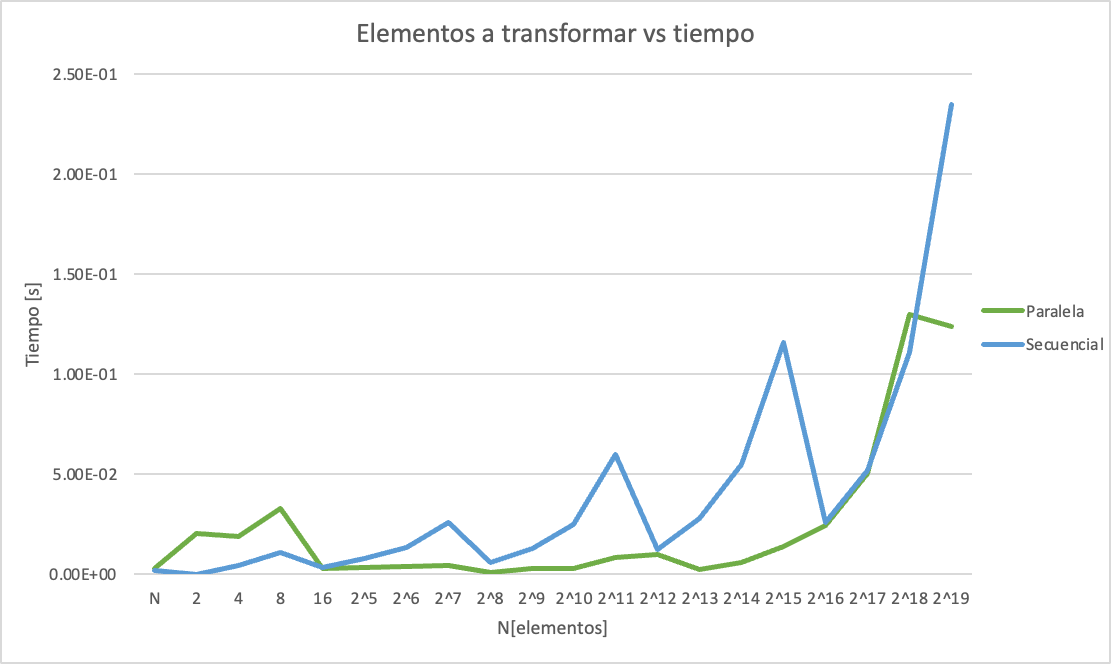 Elementos a transformar vs tiempo
2.50E-01
2.00E-01
1.50E-01
1.00E-01
5.00E-02
0.00E+00
Tiempo [s]
N 2 4 8 16 2^5 2^6 2^7 2^8 2^9 2^10 2^11 2^12 2^13 2^14 2^15 2^16 2^17 2^18 2^19
N[elementos]
Paralela
Secuencial